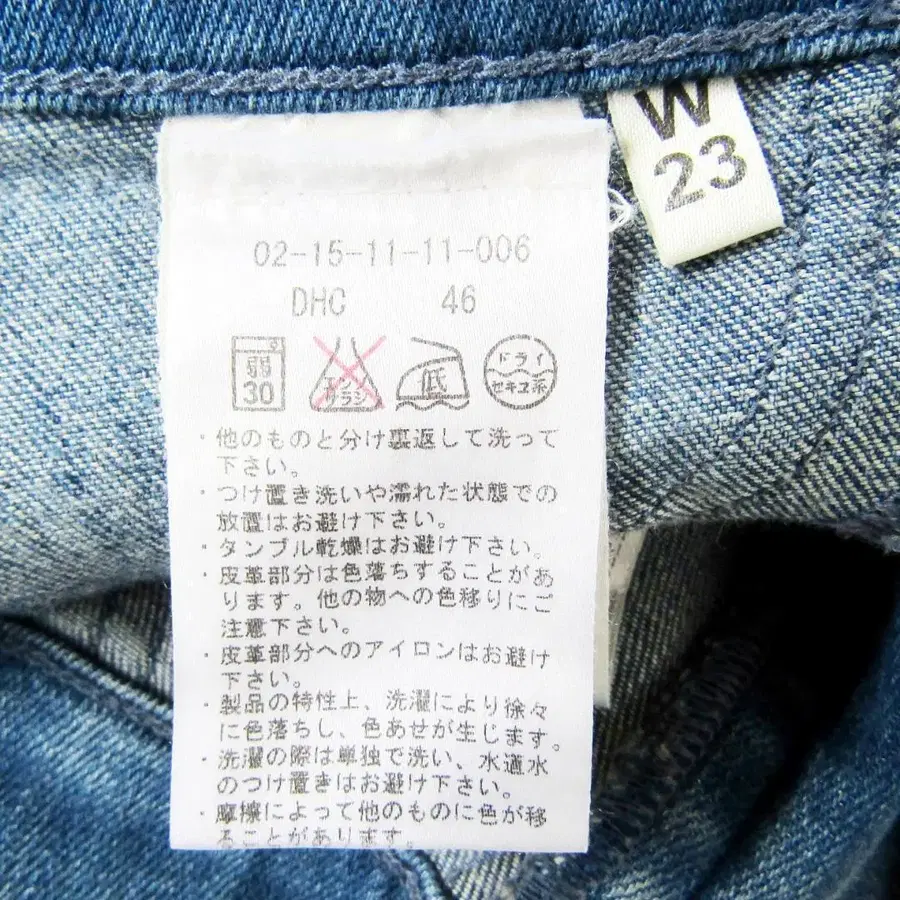 W
23
02-15-11-11-006
DHC 46
弱
30
エンソ
サラシ
低
ドライ
セキユ系
・他のものと分け裏返して洗って
下さい。
・つけ置き洗いや濡れた状態での
放置はお避け下さい。
・タンブル乾燥はお避け下さい。
・皮革部分は色落ちすることがあ
ります。他の物への色移りにご
注意下さい。
・皮革部分へのアイロンはお避け
下さい。
・製品の特性上、洗濯により徐々
に色落ちし、色あせが生じます。
・洗濯の際は単独で洗い、水道水
のつけ置きはお避け下さい。
・摩擦によって他のものに色が移
ることがあります。